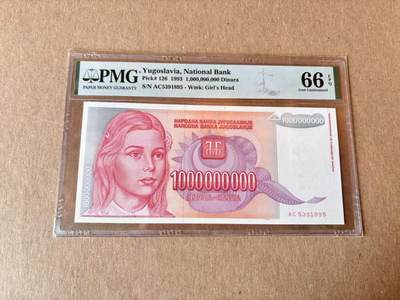 PMG
PAPER MONEY GUARANTY
Yugoslavia, National Bank
Pick# 126 1993 1,000,000,000 Dinara
S/N AC5391895 - Wmk: Girl's Head
66 EPQ
Gem Uncirculated
НАРОДНА БАНКА ЈУГОСЛАВИЈЕ
NARODNA BANKA JUGOSLAVIJE
1000000000
1000000000
1000000000
AC 5391895